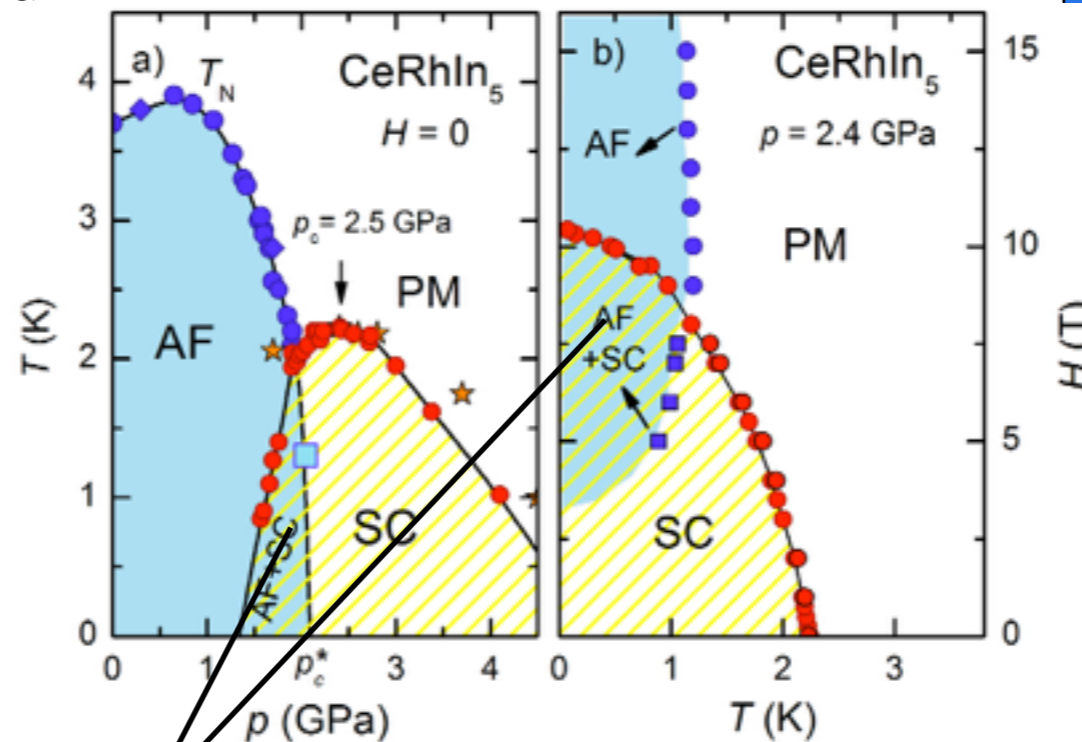 a)
T_N
CeRhIn₅
H = 0
p_c = 2.5 GPa
PM
AF
SC
AF+SC
T (K)
4
3
2
1
0
0
1
p_c*
3
4
p (GPa)
b)
CeRhIn₅
p = 2.4 GPa
AF
PM
AF
+SC
SC
15
10
5
0
H (T)
0
1
2
3
T (K)